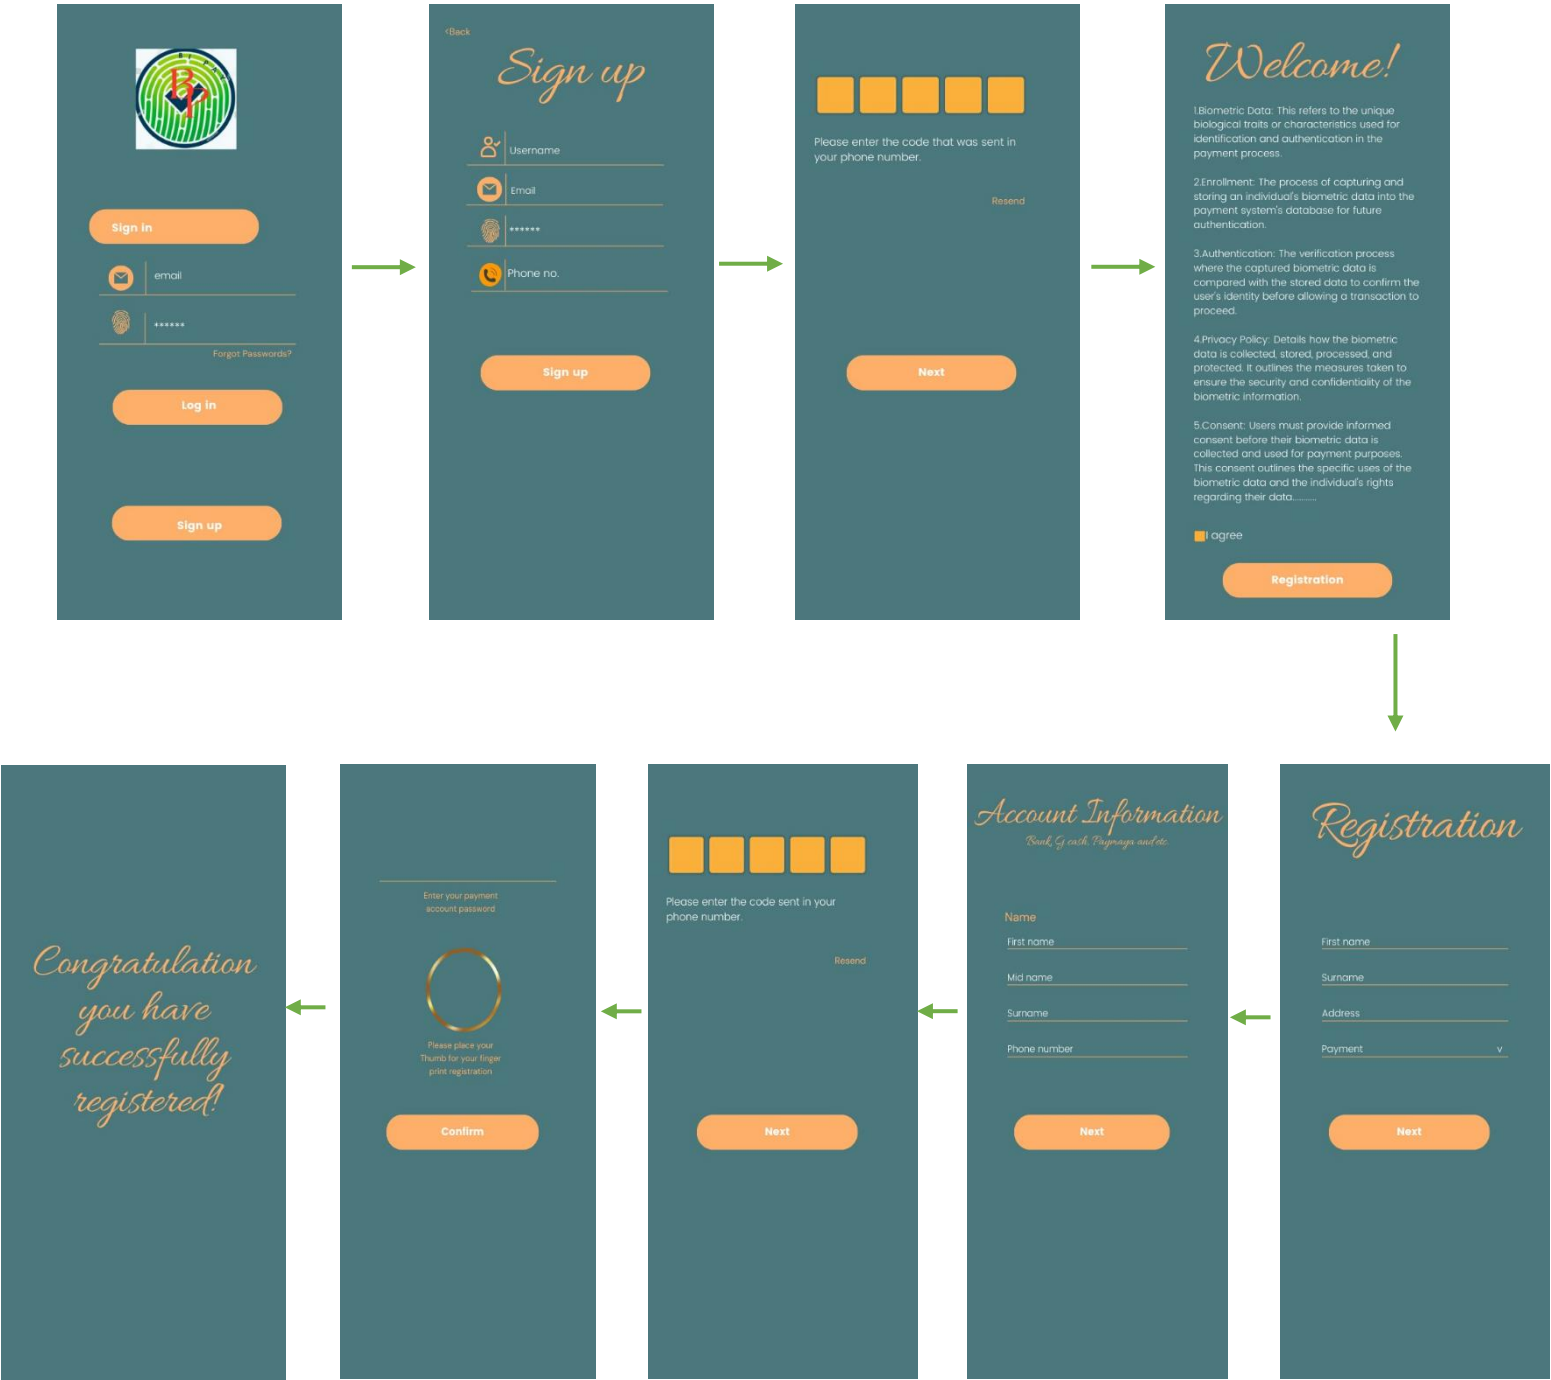 BI PAY
BP
Sign in
email
******
Forgot Passwords?
Log in
Sign up
<Back
Sign up
Username
Email
******
Phone no.
Sign up
Please enter the code that was sent in
your phone number.
Resend
Next
Welcome!
1.Biometric Data: This refers to the unique
biological traits or characteristics used for
identification and authentication in the
payment process.
2.Enrollment: The process of capturing and
storing an individual's biometric data into the
payment system's database for future
authentication.
3.Authentication: The verification process
where the captured biometric data is
compared with the stored data to confirm the
user's identity before allowing a transaction to
proceed.
4.Privacy Policy: Details how the biometric
data is collected, stored, processed, and
protected. It outlines the measures taken to
ensure the security and confidentiality of the
biometric information.
5.Consent: Users must provide informed
consent before their biometric data is
collected and used for payment purposes.
This consent outlines the specific uses of the
biometric data and the individual's rights
regarding their data..........
I agree
Registration
Registration
First name
Surname
Address
Payment v
Next
Account Information
Bank, G cash, Paymaya and etc.
Name
First name
Mid name
Surname
Phone number
Next
Please enter the code sent in your
phone number.
Resend
Next
Enter your payment
account password
Please place your
Thumb for your finger
print registration
Confirm
Congratulation
you have
successfully
registered!